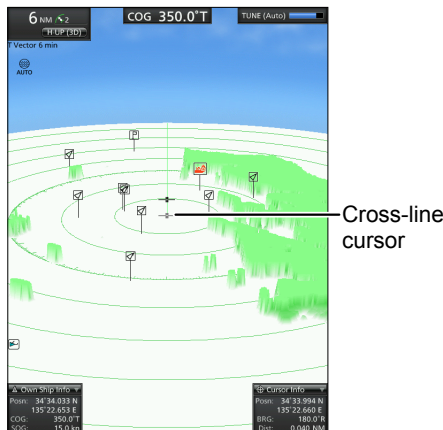 6 NM 2
H UP (3D)
COG 350.0°T
TUNE (Auto)
T Vector 6 min
AUTO
P
Cross-line
cursor
Own Ship Info
Posn: 34°34.033 N
135°22.653 E
COG: 350.0°T
SOG: 15.0 kn
Cursor Info
Posn: 34°33.994 N
135°22.660 E
BRG: 180.0°R
Dist: 0.040 NM